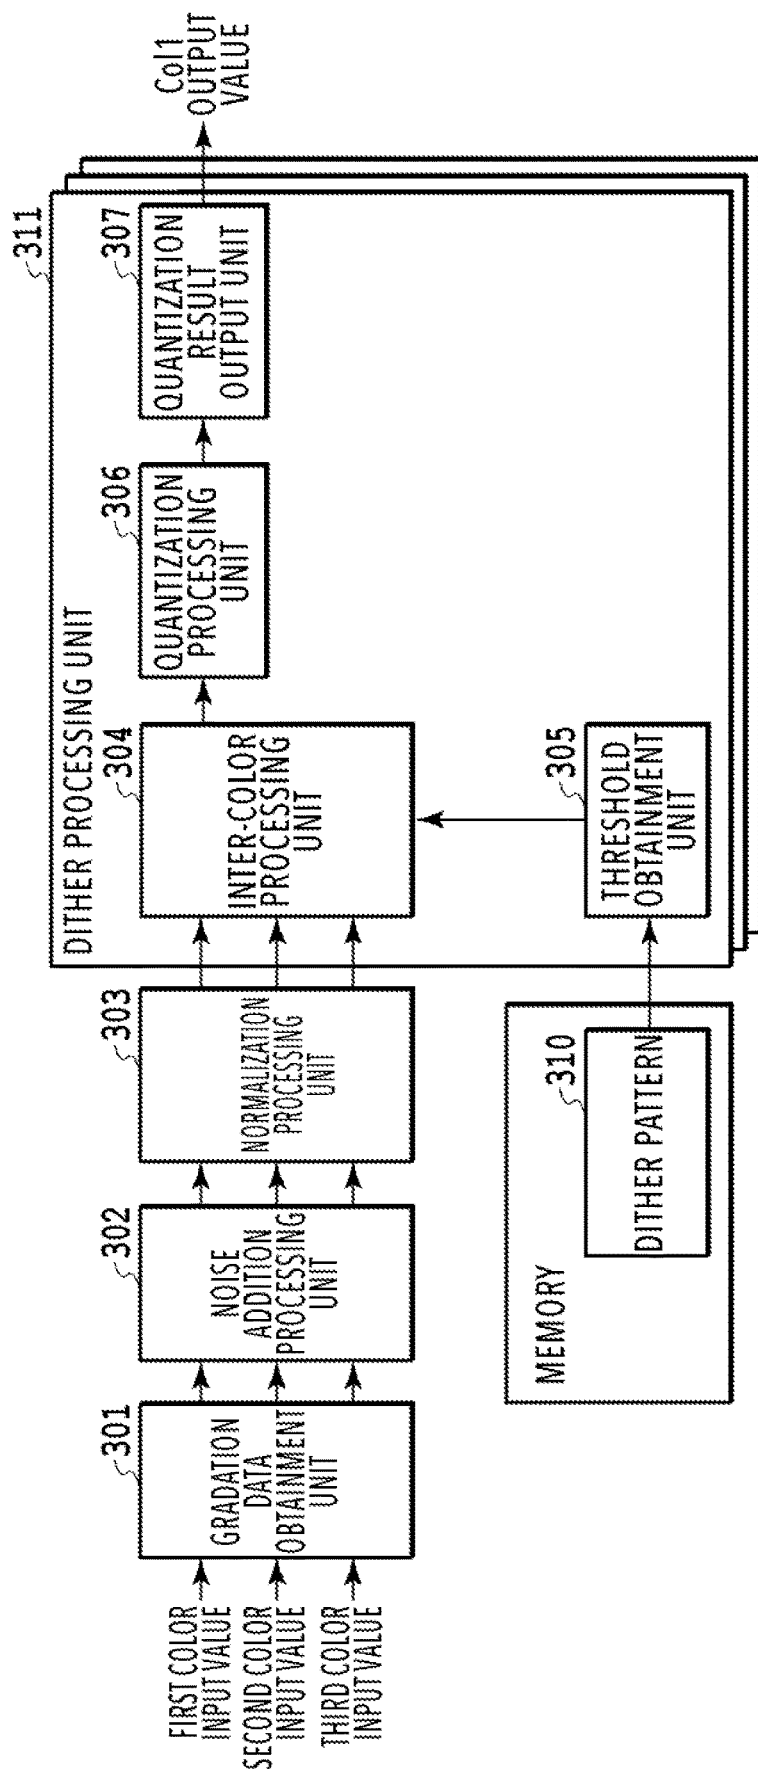 FIRST COLOR
INPUT VALUE
SECOND COLOR
INPUT VALUE
THIRD COLOR
INPUT VALUE
301
GRADATION
DATA
OBTAINMENT
UNIT
302
NOISE
ADDITION
PROCESSING
UNIT
303
NORMALIZATION
PROCESSING
UNIT
311
DITHER PROCESSING UNIT
304
INTER-COLOR
PROCESSING
UNIT
306
QUANTIZATION
PROCESSING
UNIT
307
QUANTIZATION
RESULT
OUTPUT UNIT
Col1
OUTPUT
VALUE
305
THRESHOLD
OBTAINMENT
UNIT
MEMORY
310
DITHER PATTERN